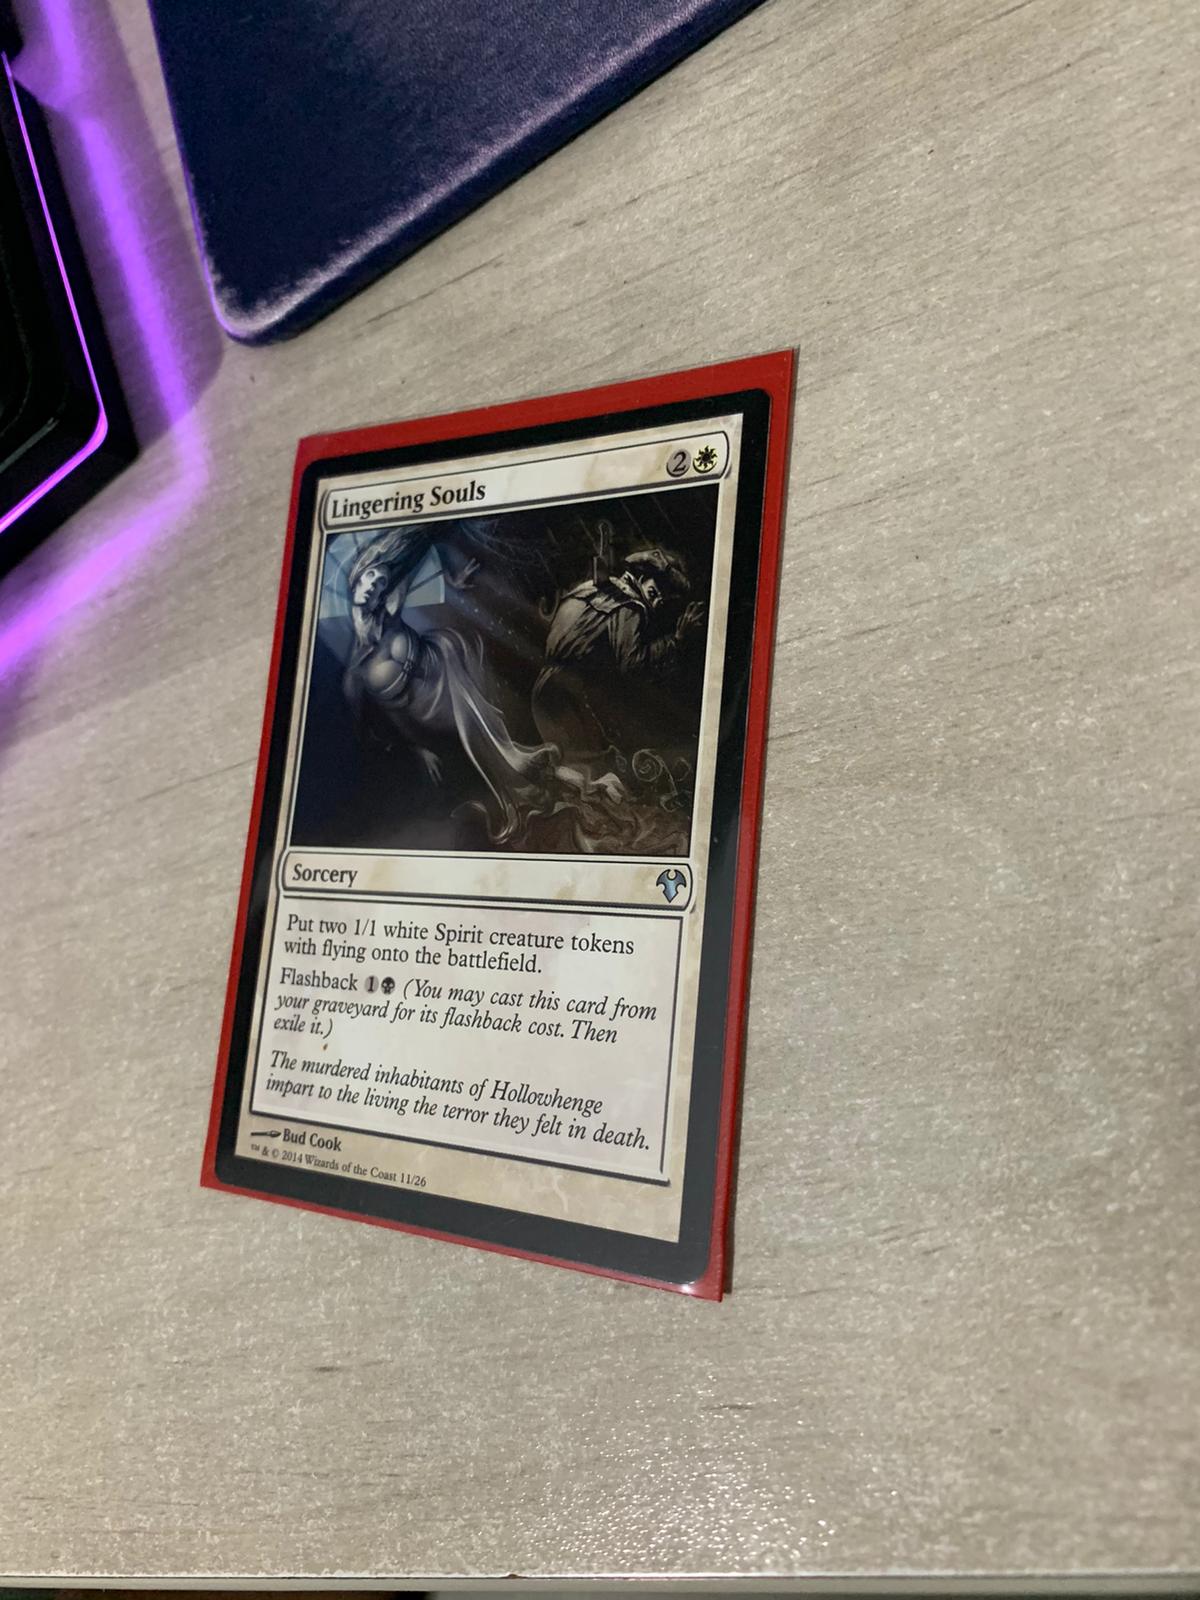 Lingering Souls 2
Sorcery
Put two 1/1 white Spirit creature tokens
with flying onto the battlefield.
Flashback 1 (You may cast this card from
your graveyard for its flashback cost. Then
exile it.)
The murdered inhabitants of Hollowhenge
impart to the living the terror they felt in death.
Bud Cook
™ & © 2014 Wizards of the Coast 11/26